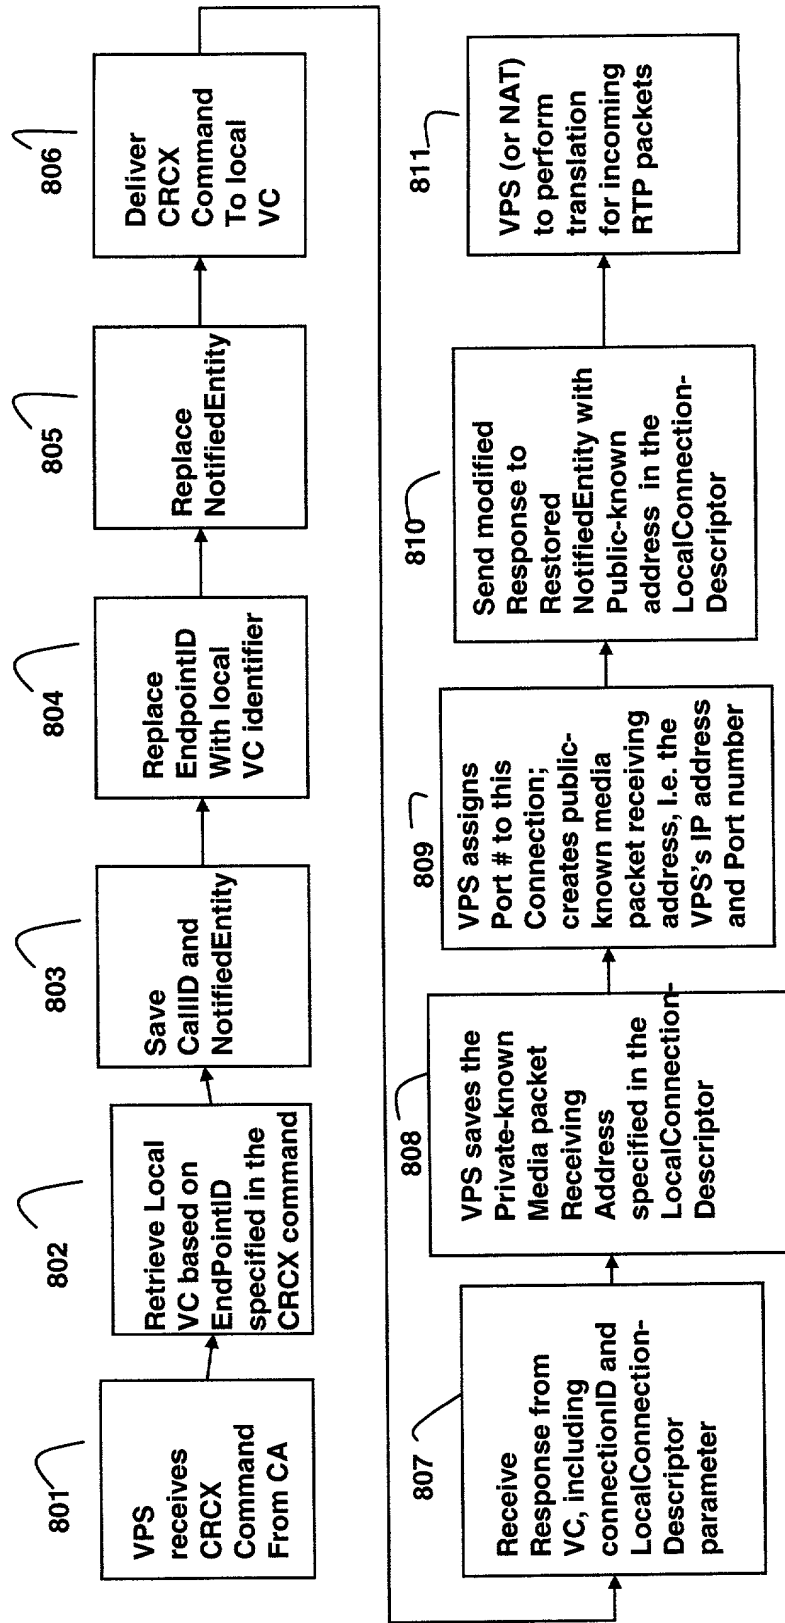 801
VPS
receives
CRCX
Command
From CA
802
Retrieve Local
VC based on
EndPointID
specified in the
CRCX command
803
Save
CallID and
NotifiedEntity
804
Replace
EndpointID
With local
VC identifier
805
Replace
NotifiedEntity
806
Deliver
CRCX
Command
To local
VC
807
Receive
Response from
VC, including
connectionID and
LocalConnection-
Descriptor
parameter
808
VPS saves the
Private-known
Media packet
Receiving
Address
specified in the
LocalConnection-
Descriptor
809
VPS assigns
Port # to this
Connection;
creates public-
known media
packet receiving
address, I.e. the
VPS's IP address
and Port number
810
Send modified
Response to
Restored
NotifiedEntity with
Public-known
address in the
LocalConnection-
Descriptor
811
VPS (or NAT)
to perform
translation
for incoming
RTP packets